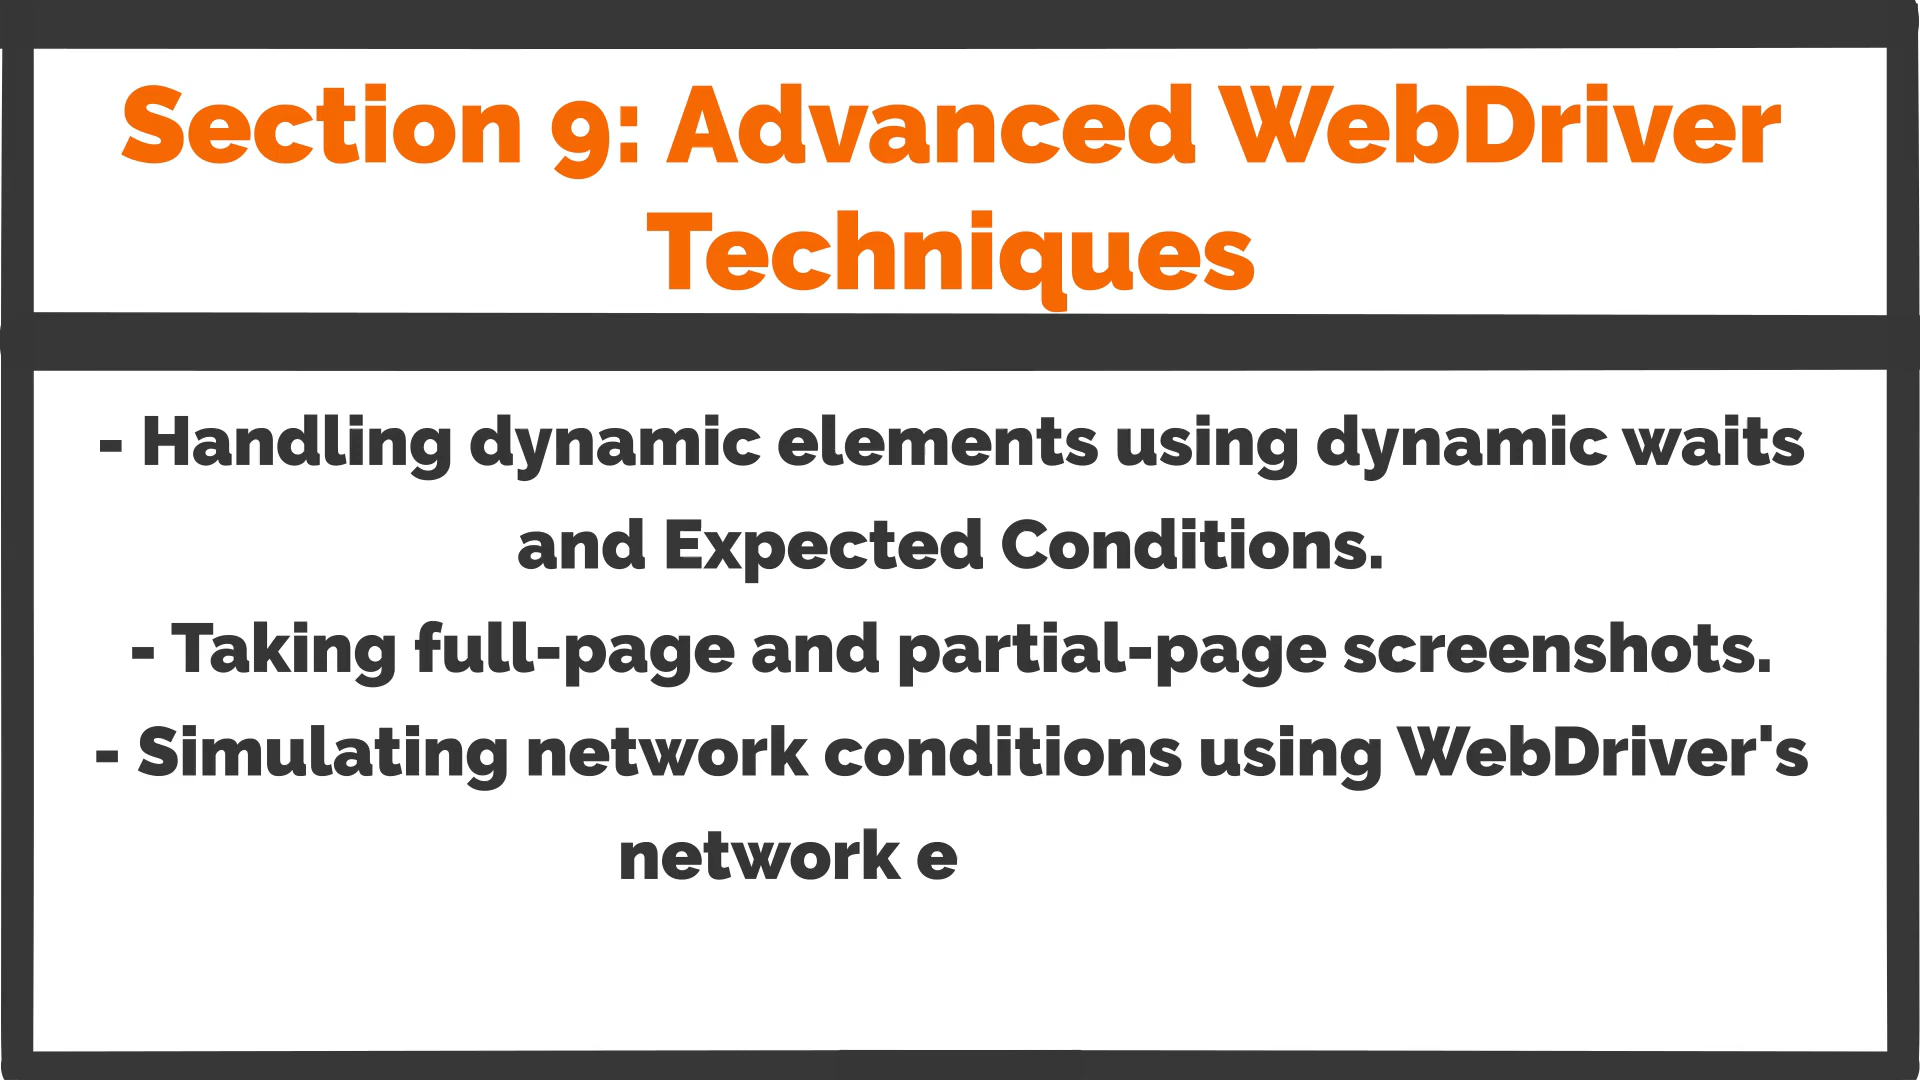 Section 9: Advanced WebDriver
Techniques
- Handling dynamic elements using dynamic waits
and Expected Conditions.
- Taking full-page and partial-page screenshots.
- Simulating network conditions using WebDriver's
network e